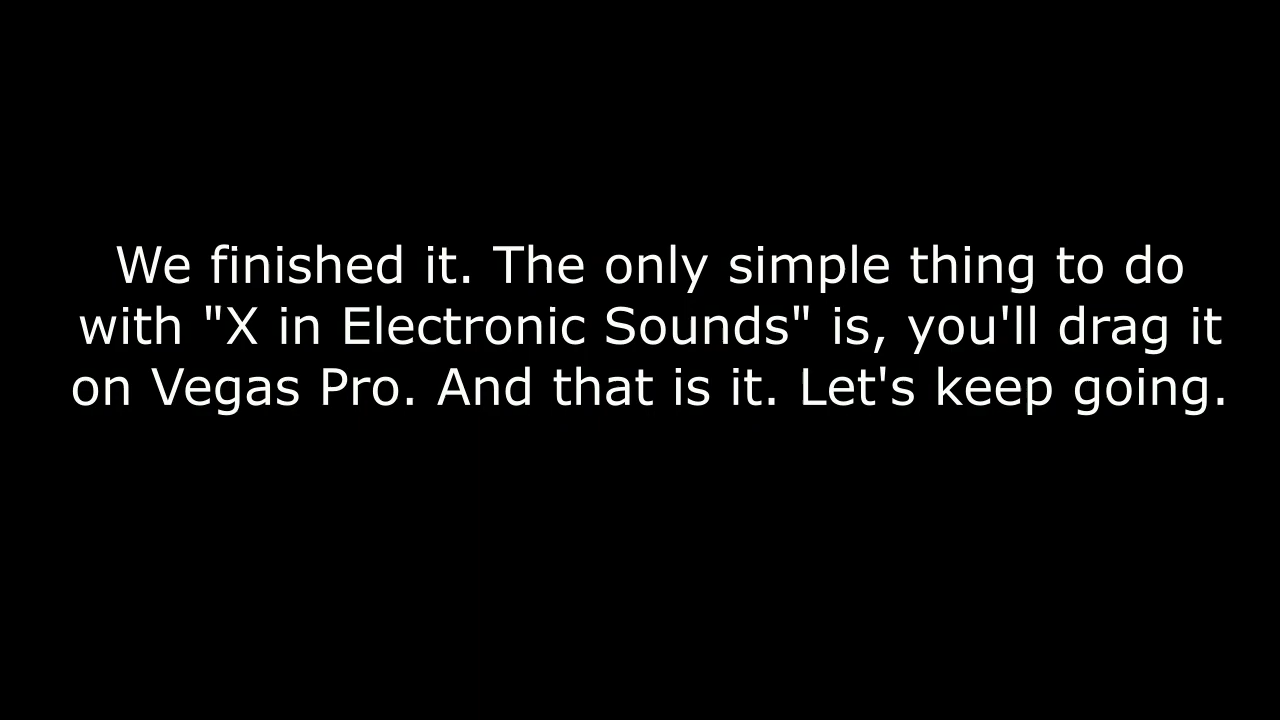 We finished it. The only simple thing to do
with "X in Electronic Sounds" is, you'll drag it
on Vegas Pro. And that is it. Let's keep going.